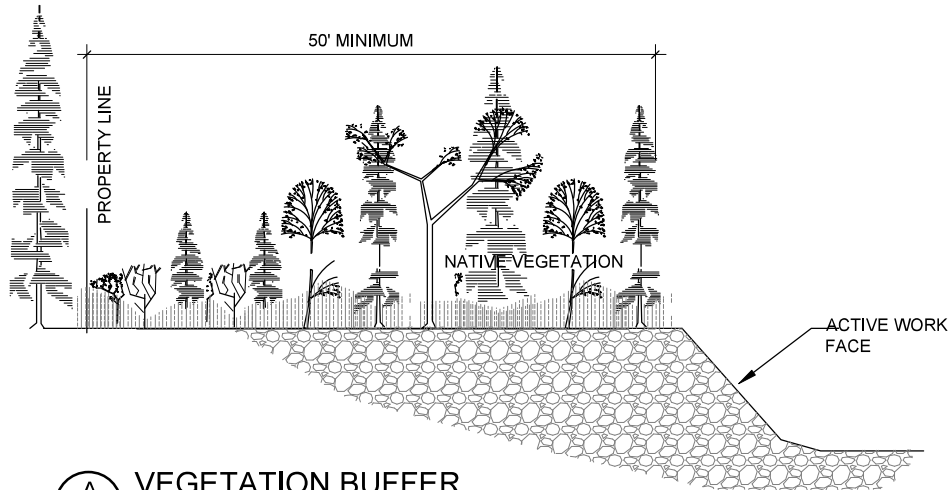 50' MINIMUM
PROPERTY LINE
NATIVE VEGETATION
ACTIVE WORK
FACE
A
VEGETATION BUFFER